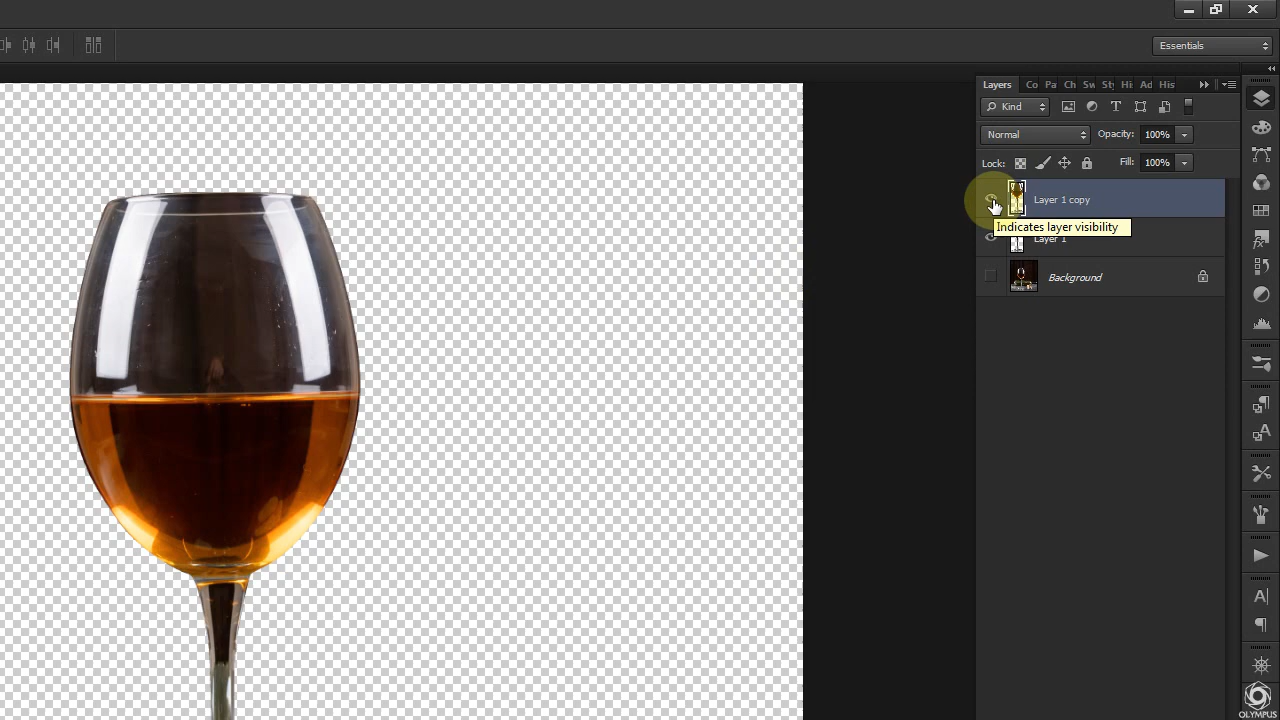 Essentials
Layers Co Pa Ch Sw Sty Hi Ad His
Kind
Normal Opacity: 100%
Lock: Fill: 100%
Layer 1 copy
Indicates layer visibility
Layer 1
Background
OLYMPUS